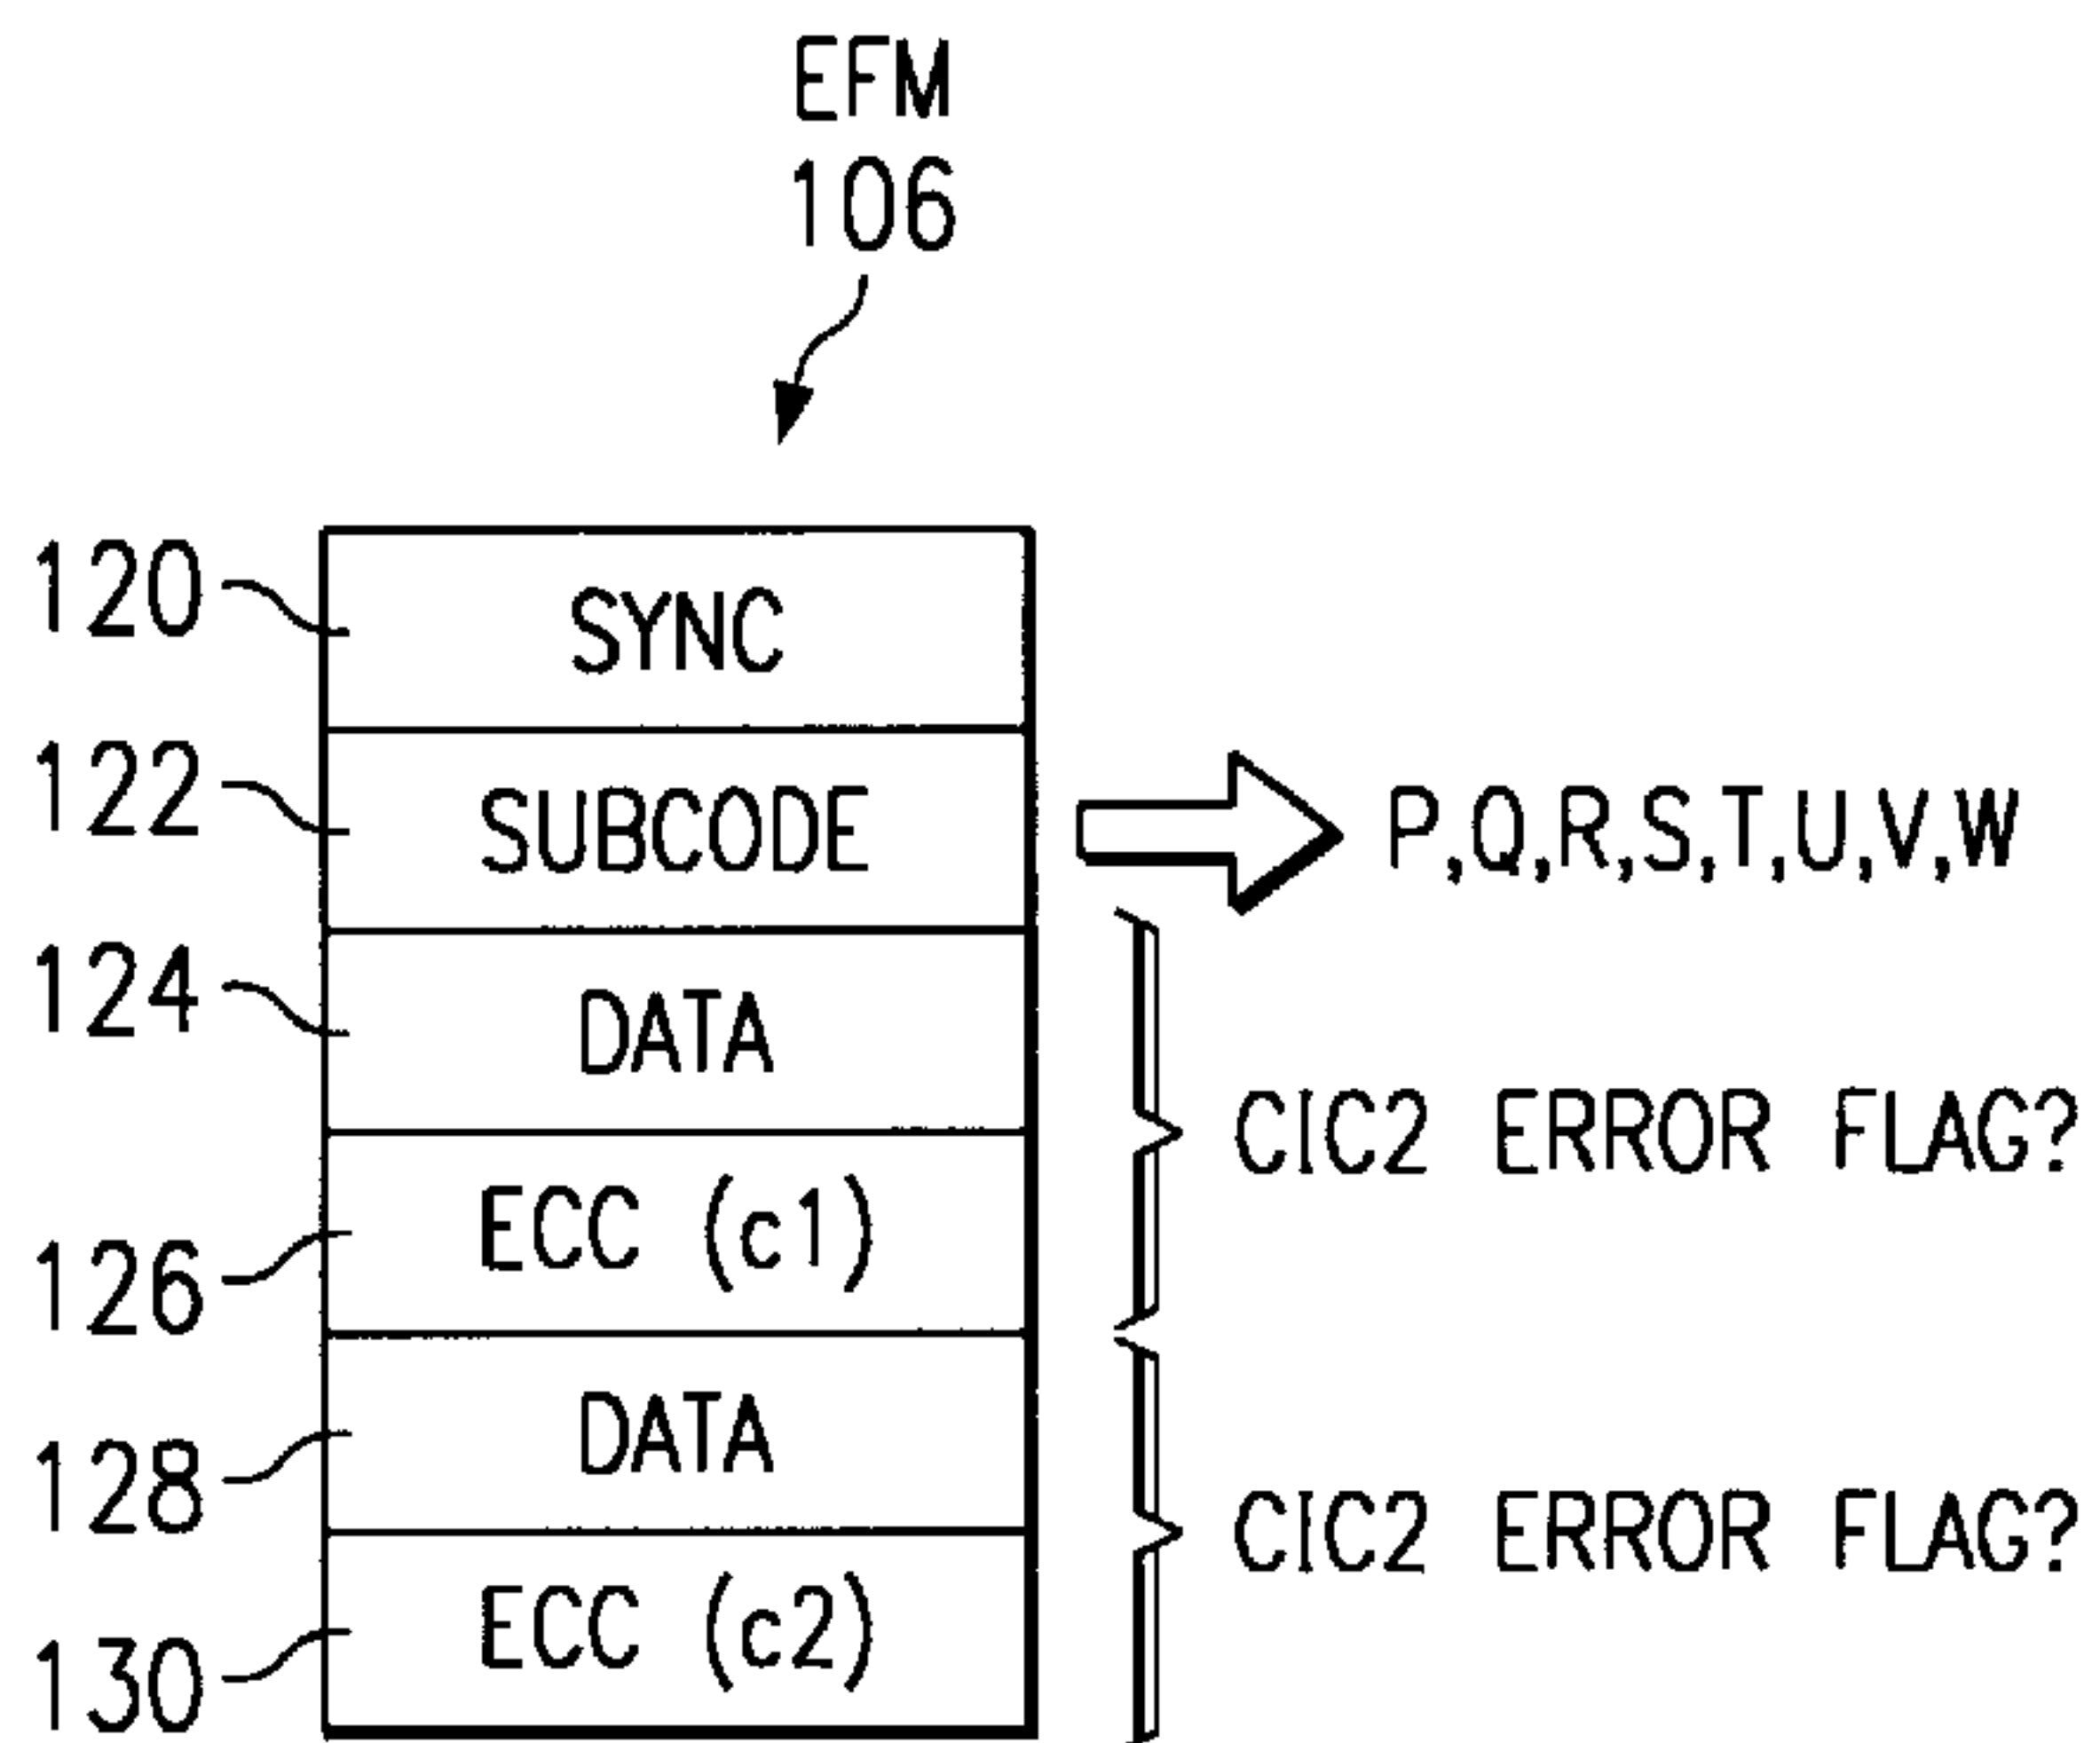 EFM
106
120
SYNC
122
SUBCODE
P,Q,R,S,T,U,V,W
124
DATA
CIC2 ERROR FLAG?
126
ECC (c1)
128
DATA
CIC2 ERROR FLAG?
130
ECC (c2)